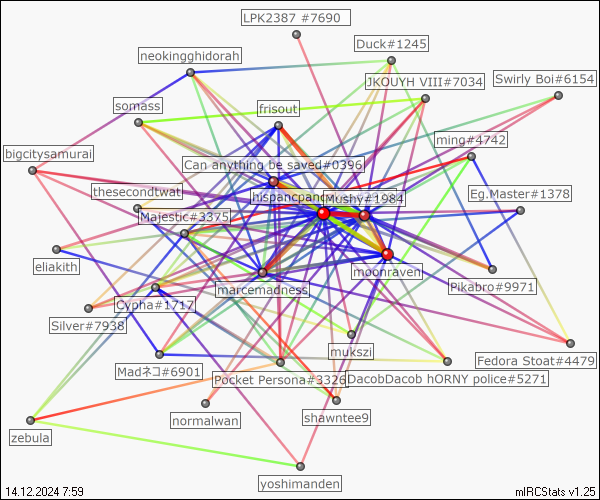 LPK2387 #7690
Duck#1245
neokingghidorah
JKOUYH VIII#7034
Swirly Boi#6154
somass
frisout
ming#4742
bigcitysamurai
Can anything be saved#0396
thesecondtwat
hispancpand
Mushy#1984
Eg.Master#1378
Majestic#3375
eliakith
moonraven
marcemadness
Pikabro#9971
Cypha#1717
Silver#7938
mukszi
Fedora Stoat#4479
Madネコ#6901
Pocket Persona#3326
DacobDacob hORNY police#5271
normalwan
shawntee9
zebula
yoshimanden
14.12.2024 7:59
mIRCStats v1.25